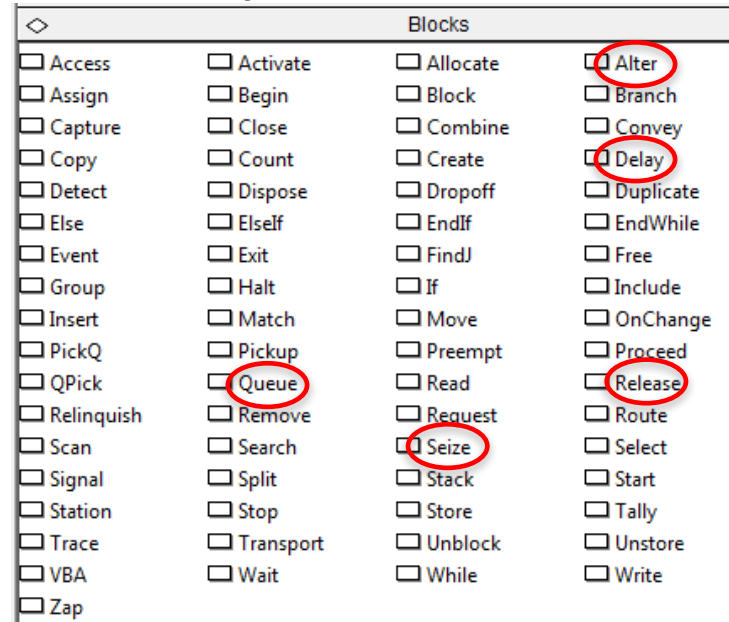 Blocks
Access Activate Allocate Alter
Assign Begin Block Branch
Capture Close Combine Convey
Copy Count Create Delay
Detect Dispose Dropoff Duplicate
Else ElseIf EndIf EndWhile
Event Exit FindJ Free
Group Halt If Include
Insert Match Move OnChange
PickQ Pickup Preempt Proceed
QPick Queue Read Release
Relinquish Remove Request Route
Scan Search Seize Select
Signal Split Stack Start
Station Stop Store Tally
Trace Transport Unblock Unstore
VBA Wait While Write
Zap